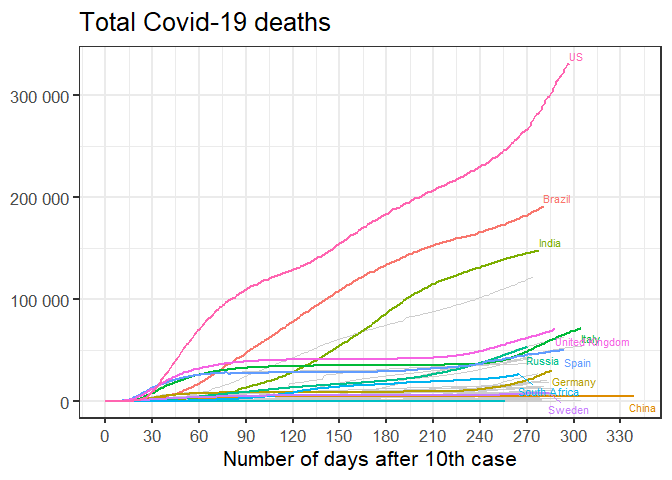 Total Covid-19 deaths
US
300 000
Brazil
200 000
India
100 000
Italy
United Kingdom
Russia
Spain
Germany
South Africa
0
China
Sweden
0 30 60 90 120 150 180 210 240 270 300 330
Number of days after 10th case